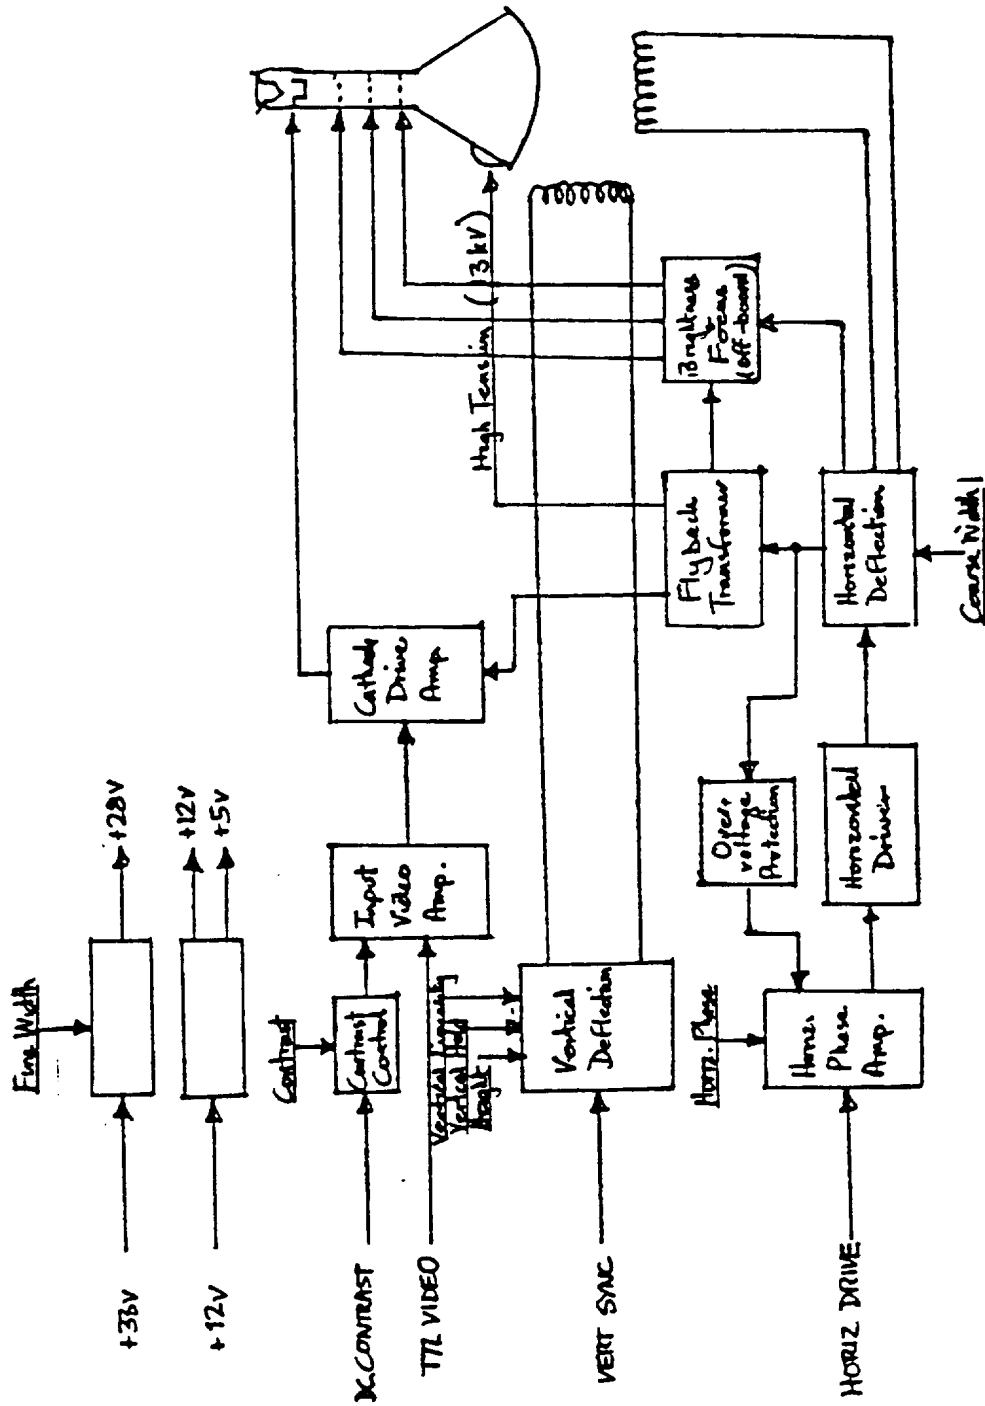 Fine Width
+33V
+28V
+12V
+12V
+5V
DC.CONTRAST
Contrast
Contrast
Control
TTL VIDEO
Input
Video
Amp.
Cathode
Drive
Amp
High Tension (13kV)
Vertical Linearity
Vertical Hold
Height
VERT SYNC
Vertical
Deflection
Flyback
Transformer
Brightness
Focus
(off-board)
Over
voltage
Protection
Horiz. Phase
HORIZ DRIVE
Horiz
Phase
Amp.
Horizontal
Driver
Horizontal
Deflection
Coarse Width